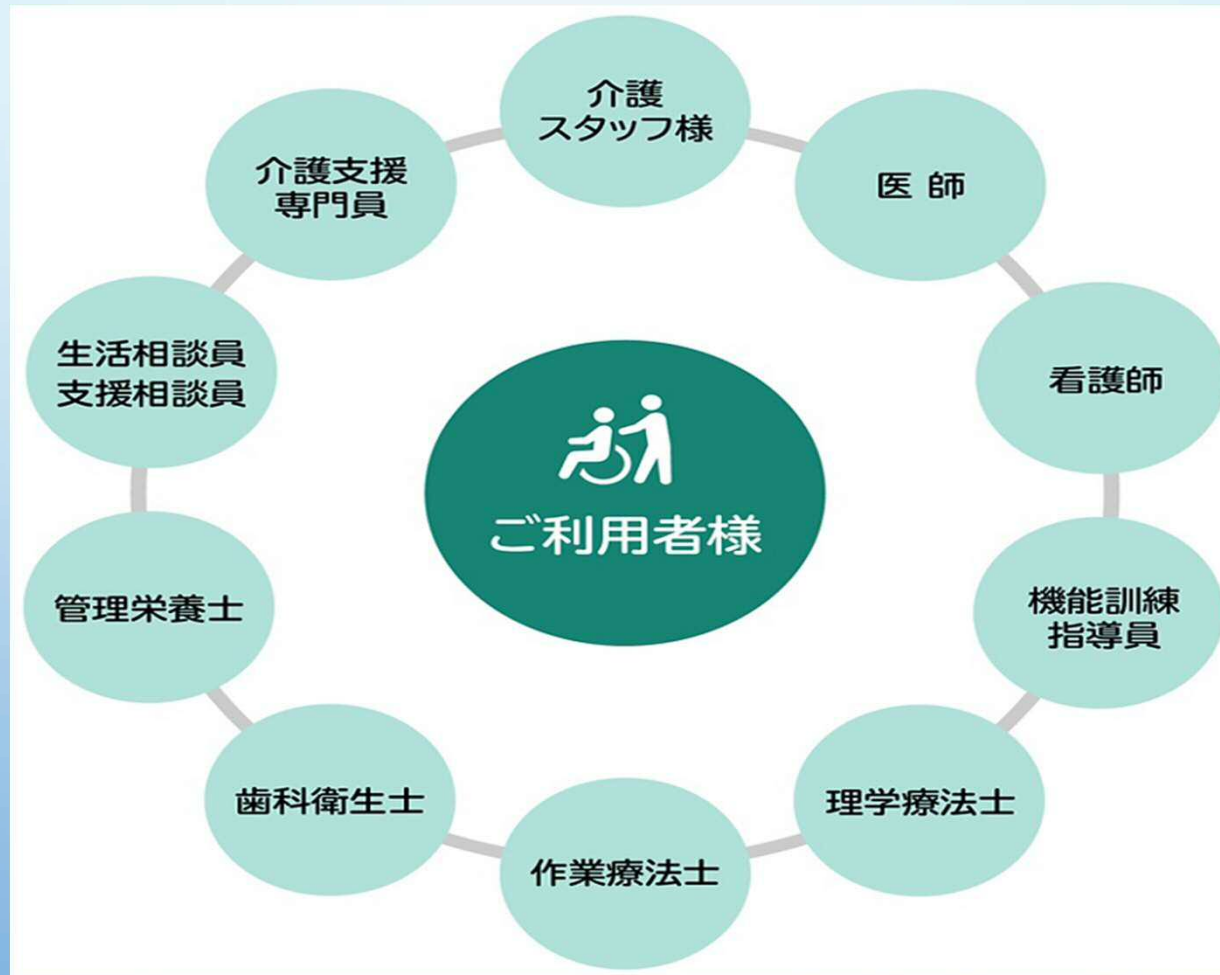 介護
スタッフ様
医 師
看護師
機能訓練
指導員
理学療法士
作業療法士
歯科衛生士
管理栄養士
生活相談員
支援相談員
介護支援
専門員
ご利用者様